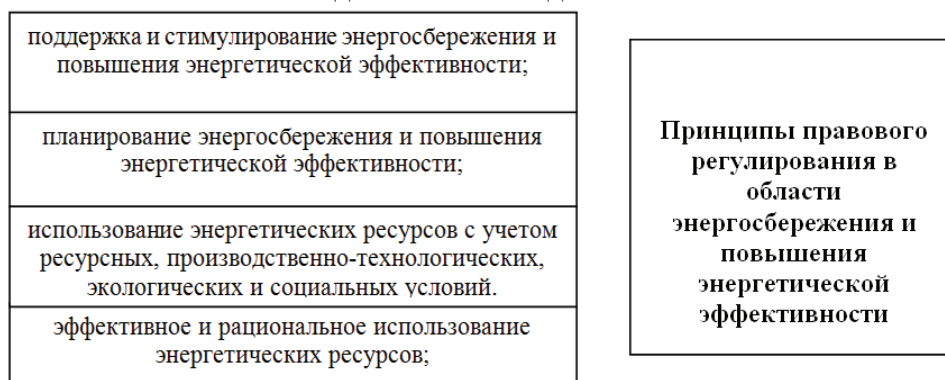 поддержка и стимулирование энергосбережения и
повышения энергетической эффективности;
планирование энергосбережения и повышения
энергетической эффективности;
использование энергетических ресурсов с учетом
ресурсных, производственно-технологических,
экологических и социальных условий.
эффективное и рациональное использование
энергетических ресурсов;
Принципы правового
регулирования в
области
энергосбережения и
повышения
энергетической
эффективности